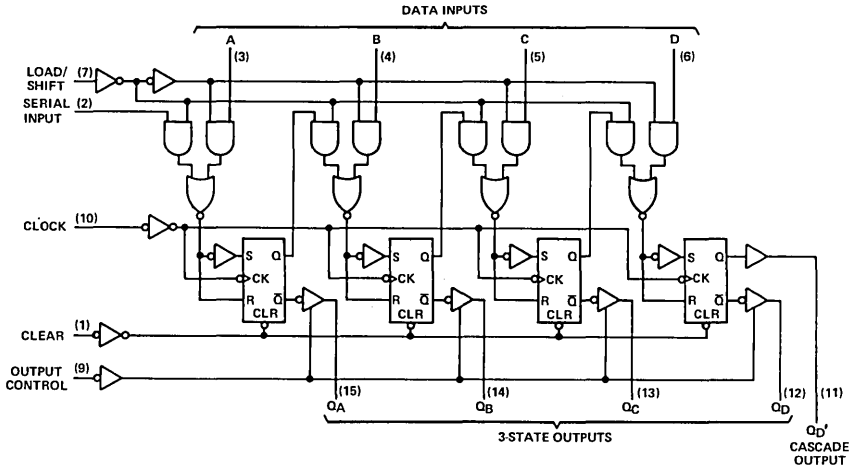 DATA INPUTS
A B C D
(3) (4) (5) (6)
LOAD/ (7)
SHIFT
SERIAL (2)
INPUT
CLOCK (10)
S Q S Q S Q S Q
CK CK CK CK
R Q̅ R Q̅ R Q̅ R Q̅
CLR CLR CLR CLR
CLEAR (1)
OUTPUT (9)
CONTROL
(15) (14) (13) (12) (11)
QA QB QC QD
3-STATE OUTPUTS
QD'
CASCADE
OUTPUT